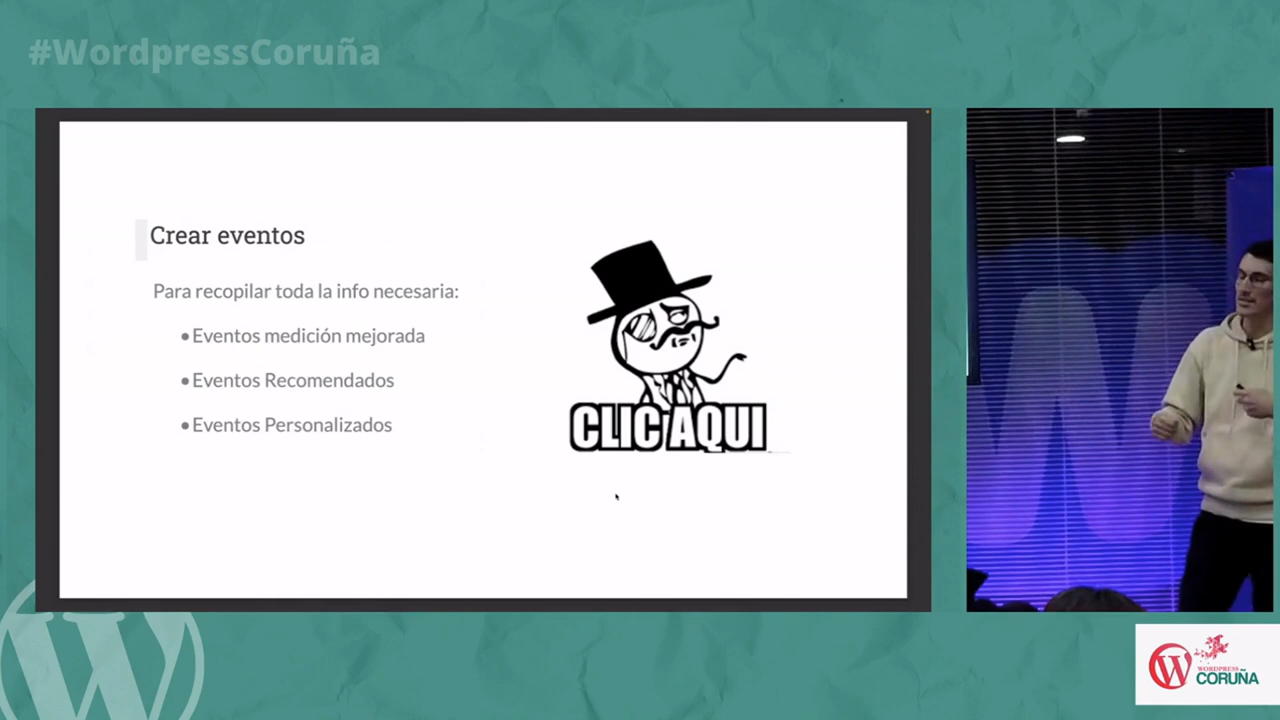 #WordpressCoruña
Crear eventos
Para recopilar toda la info necesaria:
•Eventos medición mejorada
•Eventos Recomendados
•Eventos Personalizados
CLIC AQUI
WORDPRESS
CORUÑA